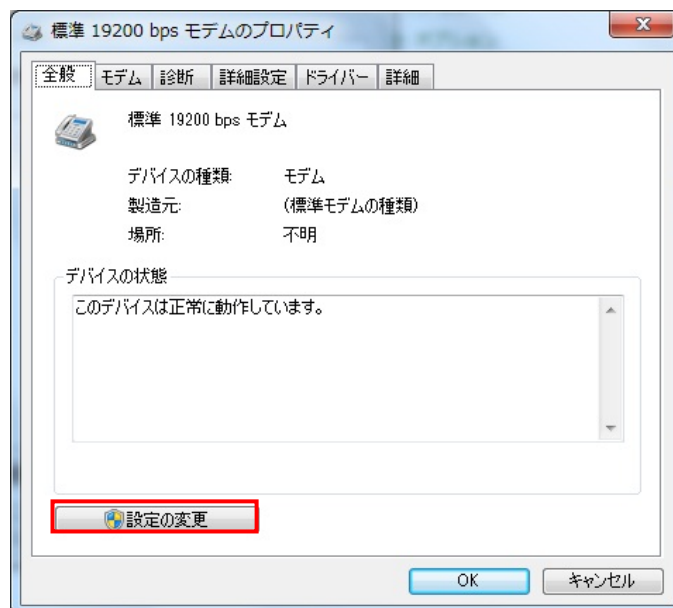 標準 19200 bps モデムのプロパティ
全般 モデム 診断 詳細設定 ドライバー 詳細
標準 19200 bps モデム
デバイスの種類: モデム
製造元: (標準モデムの種類)
場所: 不明
デバイスの状態
このデバイスは正常に動作しています。
設定の変更
OK キャンセル